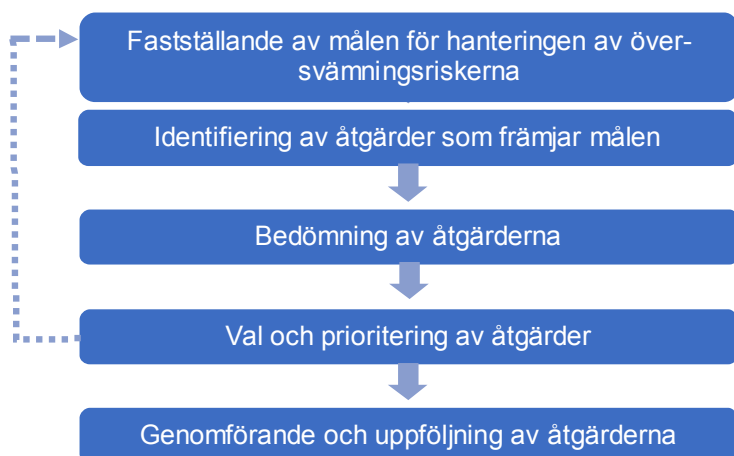 Fastställande av målen för hanteringen av över-
svämningsriskerna
Identifiering av åtgärder som främjar målen
Bedömning av åtgärderna
Val och prioritering av åtgärder
Genomförande och uppföljning av åtgärderna